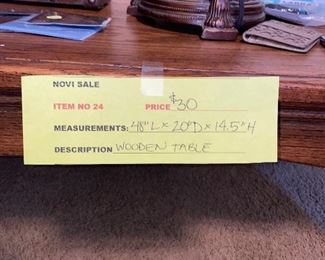 NOVI SALE
ITEM NO 24 PRICE $30
MEASUREMENTS: 48" L x 20" D x 14.5" H
DESCRIPTION WOODEN TABLE